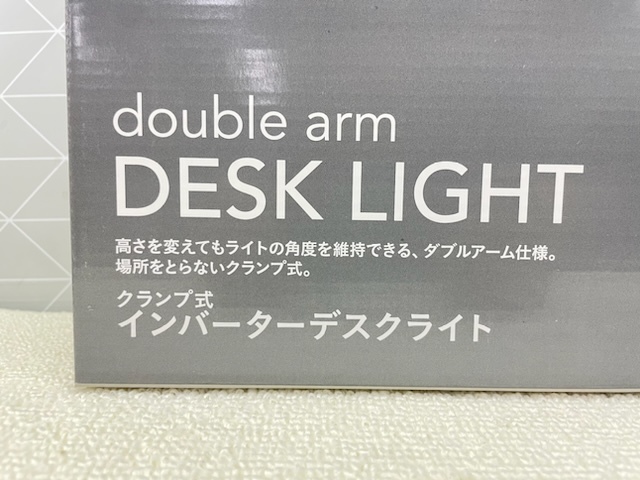 double arm
DESK LIGHT
高さを変えてもライトの角度を維持できる、ダブルアーム仕様。
場所をとらないクランプ式。
クランプ式
インバーターデスクライト